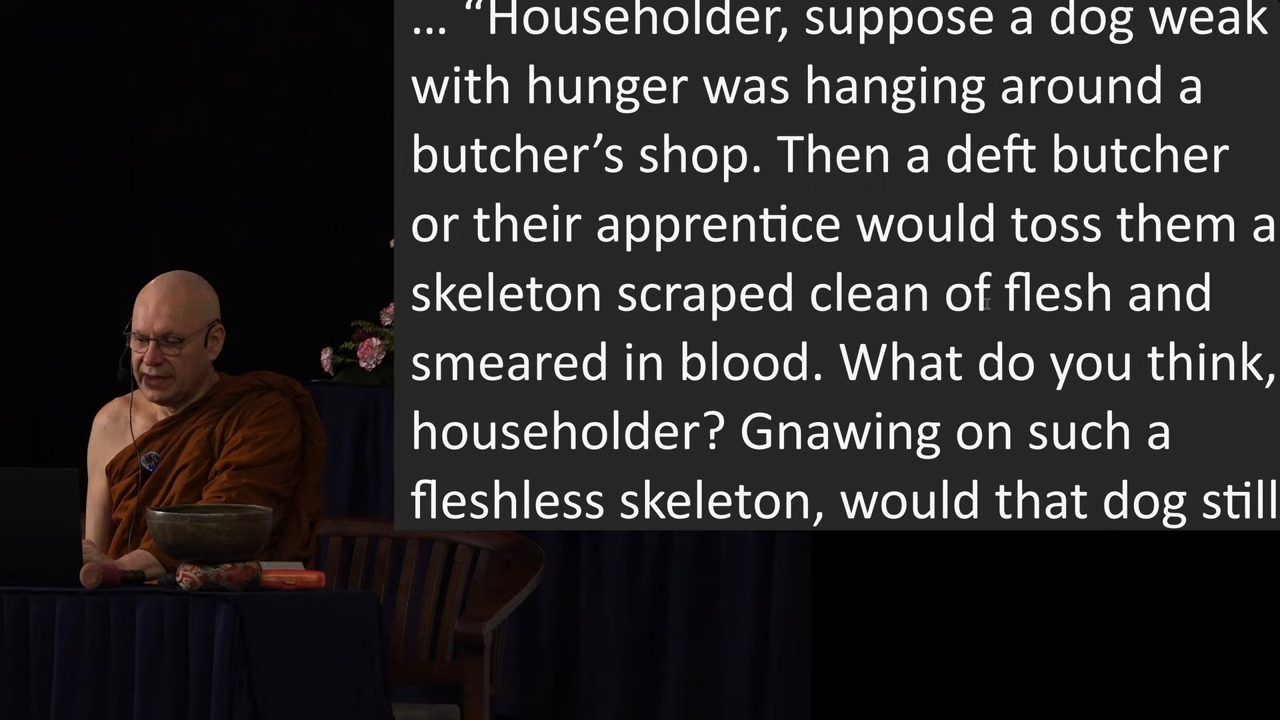 … “Householder, suppose a dog weak
with hunger was hanging around a
butcher’s shop. Then a deft butcher
or their apprentice would toss them a
skeleton scraped clean of flesh and
smeared in blood. What do you think,
householder? Gnawing on such a
fleshless skeleton, would that dog still